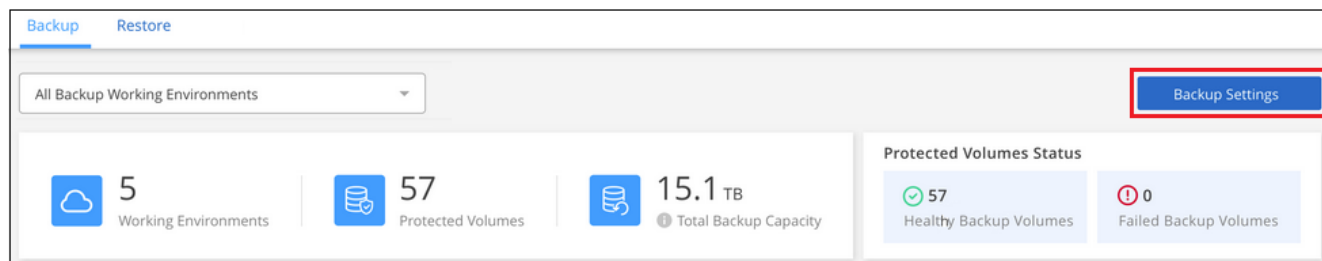 Backup Restore
All Backup Working Environments
Backup Settings
5
Working Environments
57
Protected Volumes
15.1 TB
Total Backup Capacity
Protected Volumes Status
57
Healthy Backup Volumes
0
Failed Backup Volumes